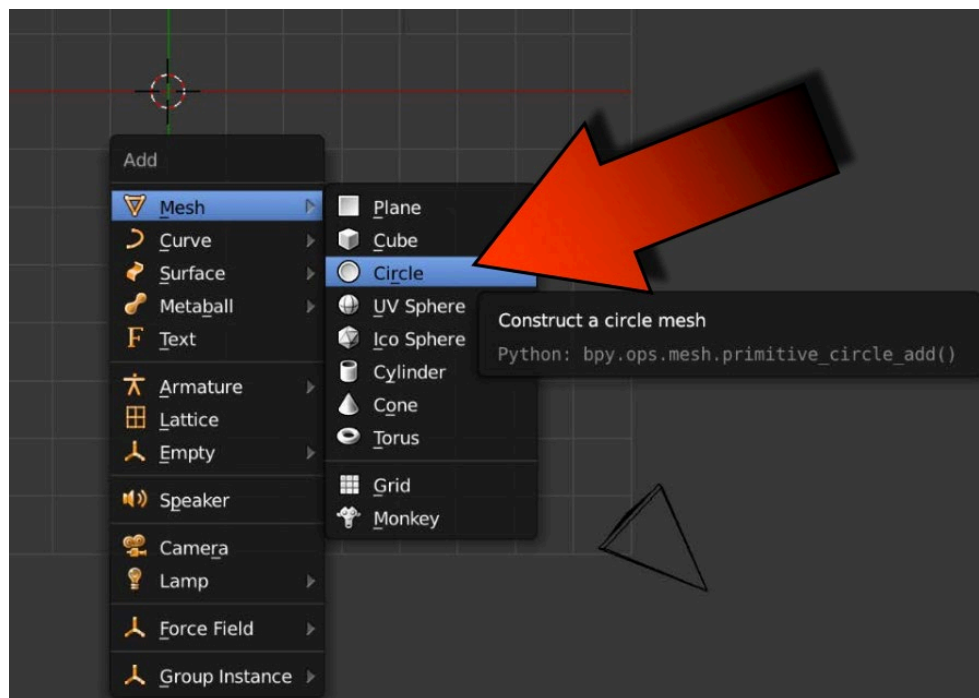 Add
Mesh
Curve
Surface
Metaball
Text
Armature
Lattice
Empty
Speaker
Camera
Lamp
Force Field
Group Instance
Plane
Cube
Circle
UV Sphere
Ico Sphere
Cylinder
Cone
Torus
Grid
Monkey
Construct a circle mesh
Python: bpy.ops.mesh.primitive_circle_add()